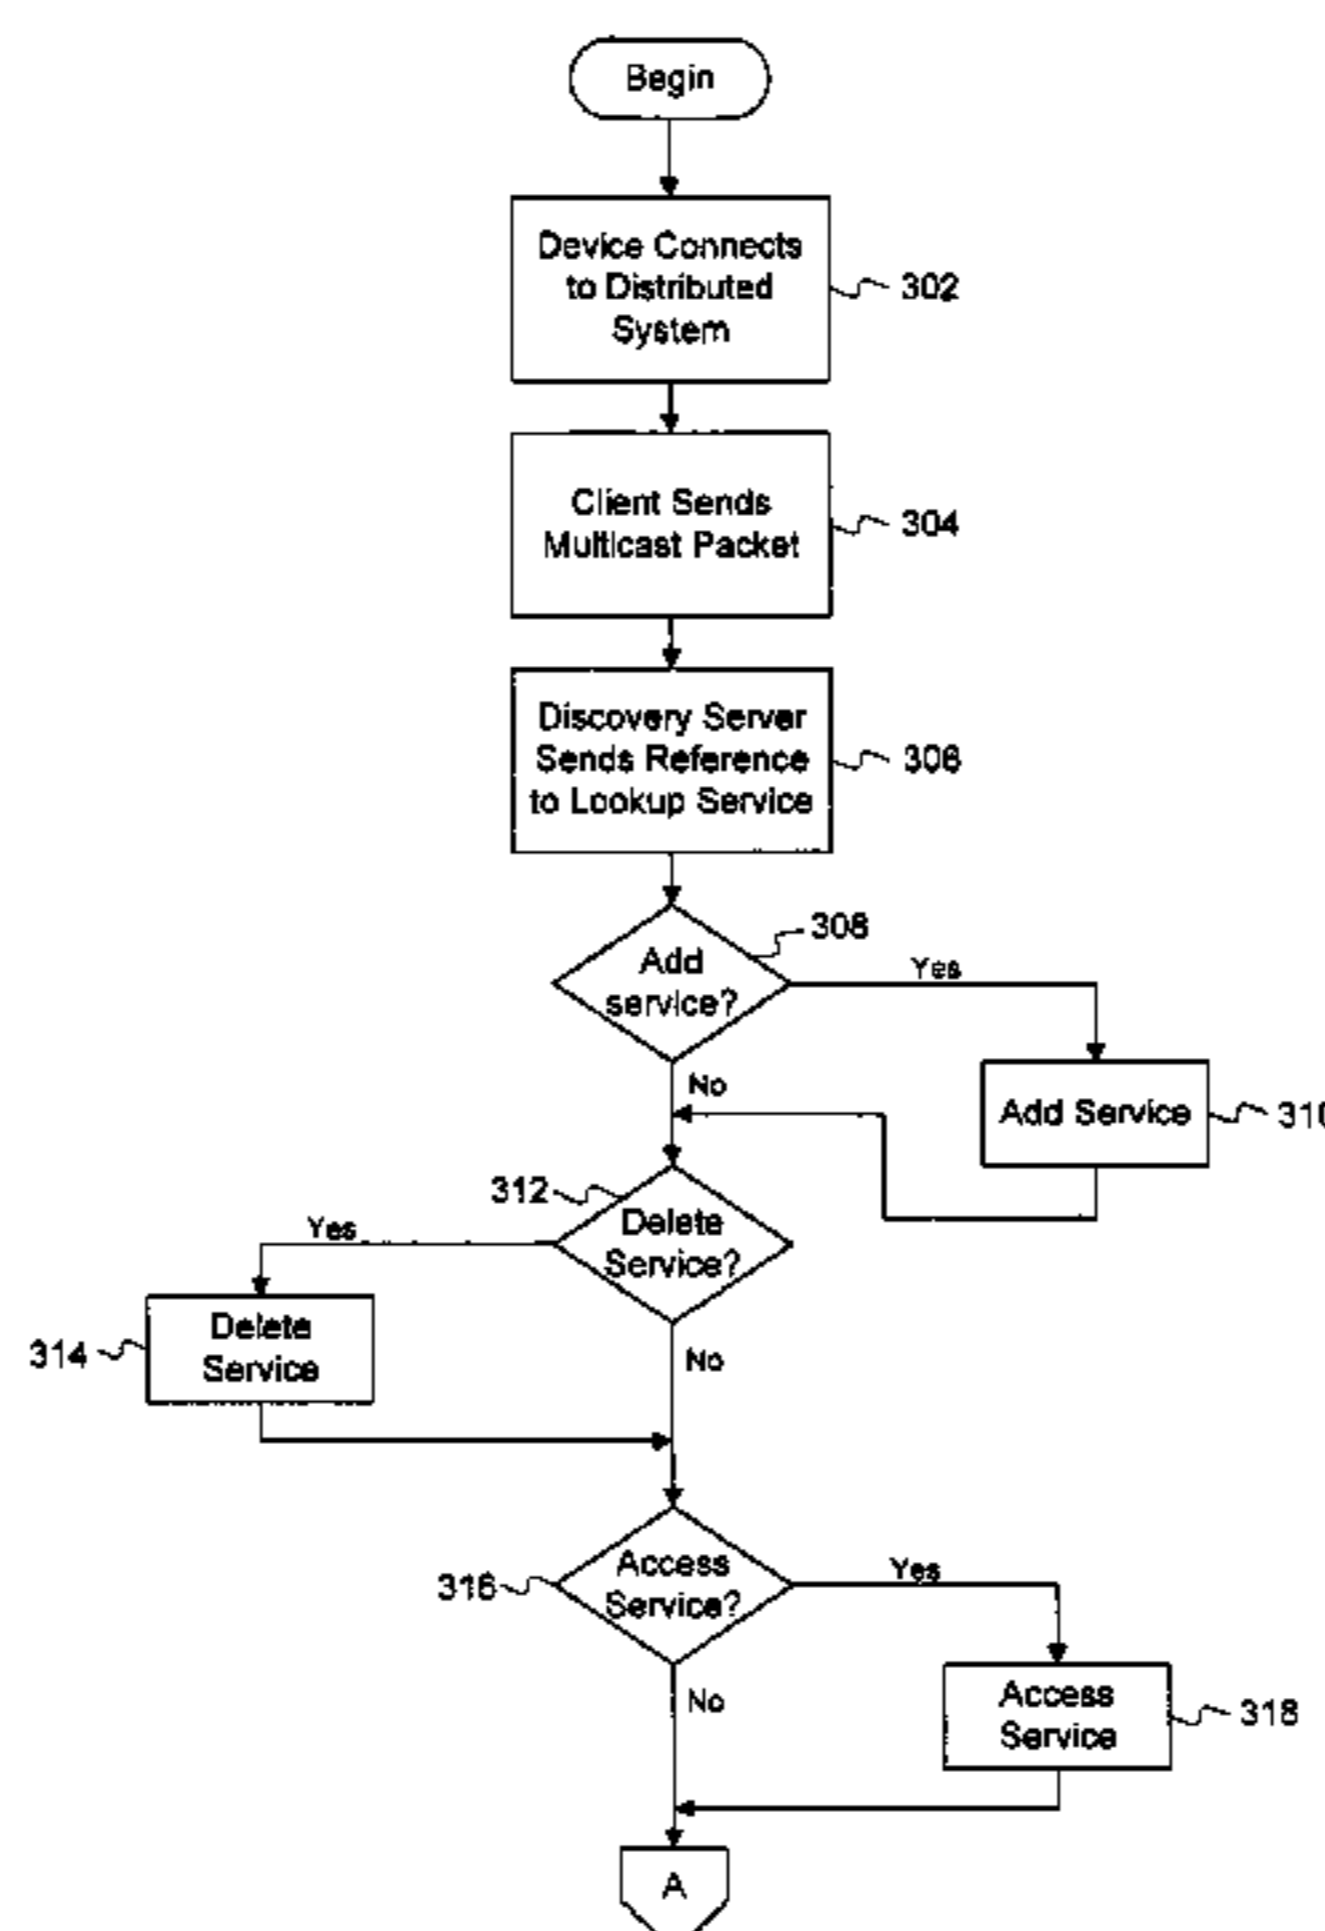 Begin
Device Connects
to Distributed
System
302
Client Sends
Multicast Packet
304
Discovery Server
Sends Reference
to Lookup Service
306
308
Add
service?
Yes
No
Add Service
310
312
Delete
Service?
Yes
Delete
Service
314
No
Access
Service?
316
Yes
No
Access
Service
318
A